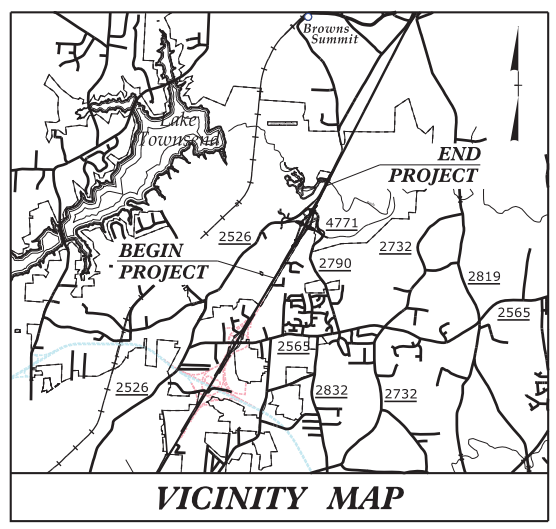 Browns
Summit
Lake
Townsend
END
PROJECT
4771
2526
2732
BEGIN
PROJECT
2790
2819
2565
2565
2526
2832
2732
VICINITY MAP